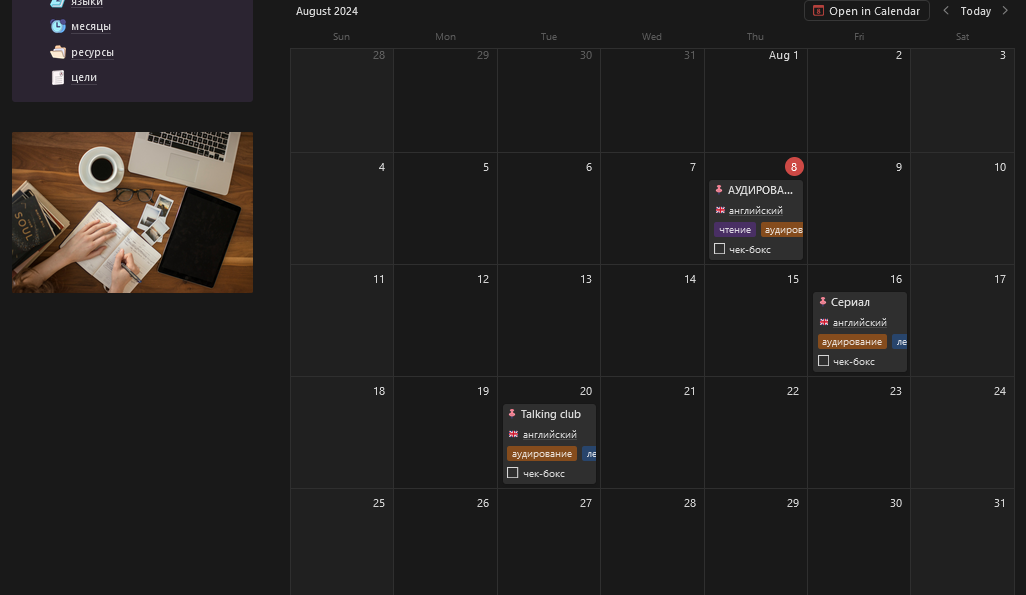 языки
месяцы
ресурсы
цели
SOUL
August 2024
Open in Calendar
Today
Sun Mon Tue Wed Thu Fri Sat
28 29 30 31 Aug 1 2 3
4 5 6 7 8 9 10
АУДИРОВА...
английский
чтение аудиров
чек-бокс
11 12 13 14 15 16 17
Сериал
английский
аудирование ле
чек-бокс
18 19 20 21 22 23 24
Talking club
английский
аудирование ле
чек-бокс
25 26 27 28 29 30 31